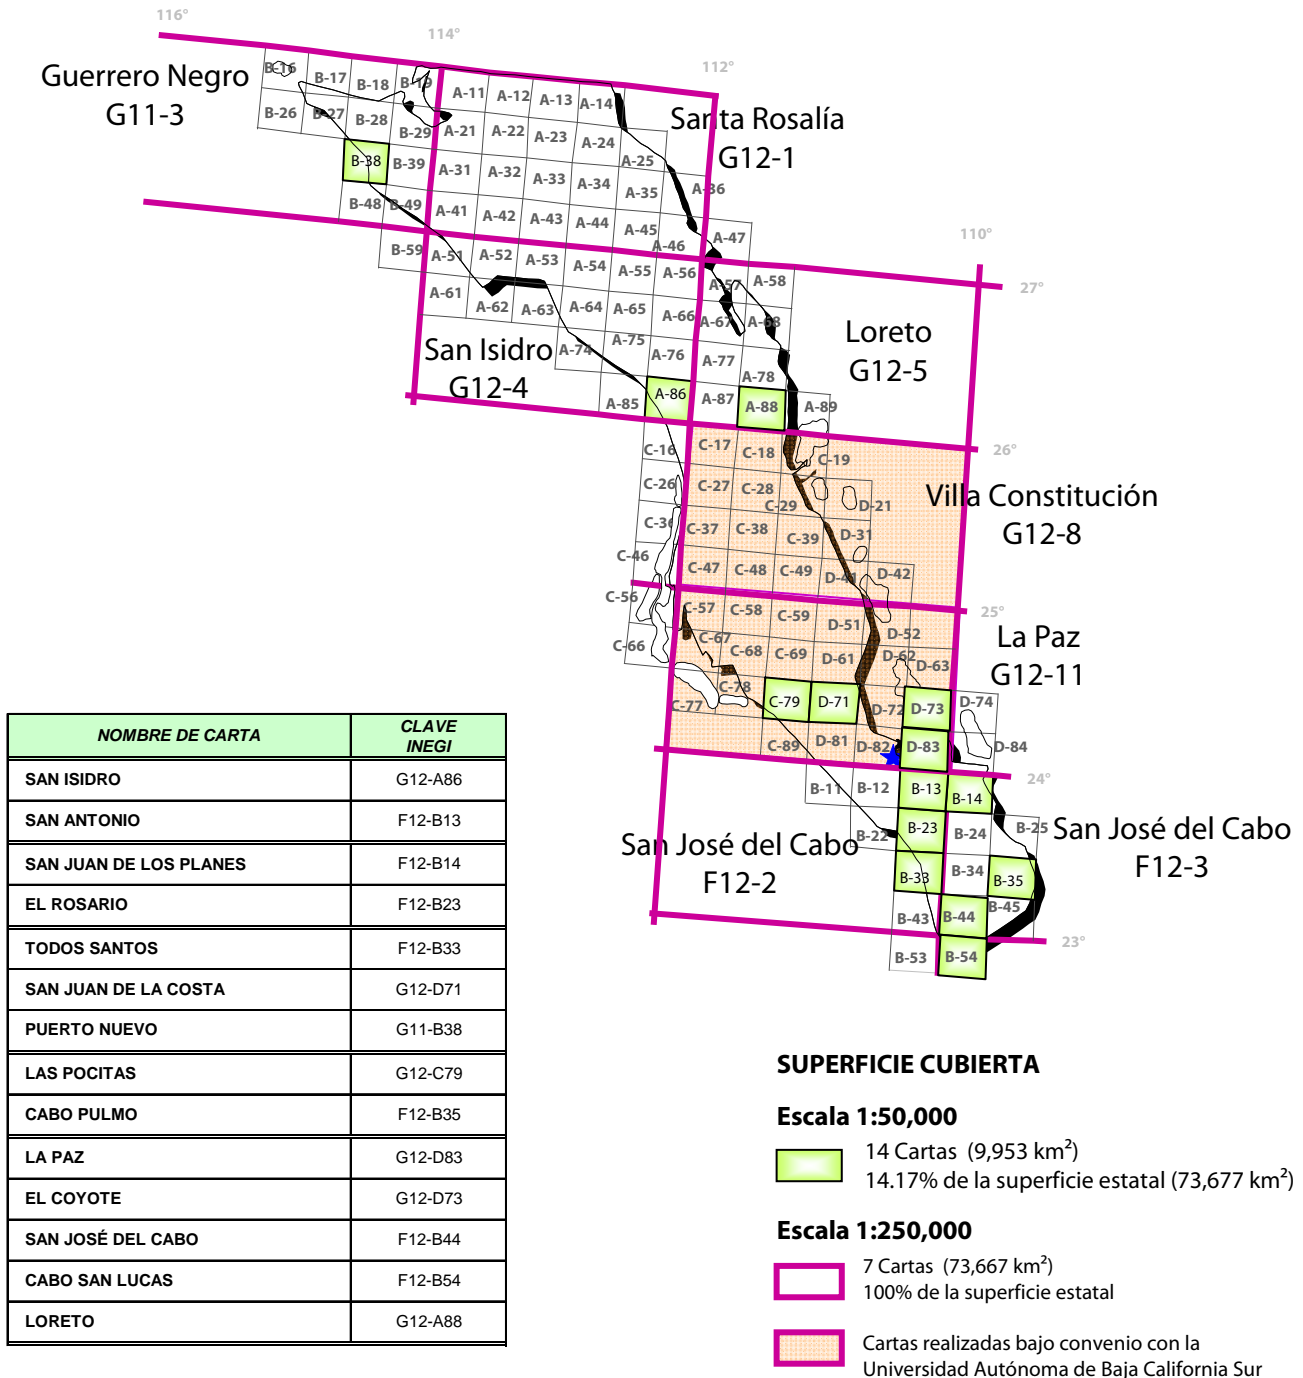 116°
114°
112°
110°
27°
26°
25°
24°
23°
Guerrero Negro
G11-3
Santa Rosalía
G12-1
San Isidro
G12-4
Loreto
G12-5
Villa Constitución
G12-8
La Paz
G12-11
San José del Cabo
F12-2
San José del Cabo
F12-3
B-16 B-17 B-18 B-19 A-11 A-12 A-13 A-14
B-26 B-27 B-28 B-29 A-21 A-22 A-23 A-24 A-25
B-38 B-39 A-31 A-32 A-33 A-34 A-35 A-36
B-48 B-49 A-41 A-42 A-43 A-44 A-45 A-46 A-47
B-59 A-51 A-52 A-53 A-54 A-55 A-56 A-57 A-58
A-61 A-62 A-63 A-64 A-65 A-66 A-67 A-68
A-74 A-75 A-76 A-77 A-78
A-85 A-86 A-87 A-88 A-89
C-16 C-17 C-18 C-19
C-26 C-27 C-28 C-29 D-21
C-36 C-37 C-38 C-39 D-31
C-46 C-47 C-48 C-49 D-41 D-42
C-56 C-57 C-58 C-59 D-51 D-52
C-66 C-67 C-68 C-69 D-61 D-62 D-63
C-77 C-78 C-79 D-71 D-72 D-73 D-74
C-89 D-81 D-82 D-83 D-84
B-11 B-12 B-13 B-14
B-22 B-23 B-24 B-25
B-33 B-34 B-35
B-43 B-44 B-45
B-53 B-54
NOMBRE DE CARTA CLAVE INEGI
SAN ISIDRO G12-A86
SAN ANTONIO F12-B13
SAN JUAN DE LOS PLANES F12-B14
EL ROSARIO F12-B23
TODOS SANTOS F12-B33
SAN JUAN DE LA COSTA G12-D71
PUERTO NUEVO G11-B38
LAS POCITAS G12-C79
CABO PULMO F12-B35
LA PAZ G12-D83
EL COYOTE G12-D73
SAN JOSÉ DEL CABO F12-B44
CABO SAN LUCAS F12-B54
LORETO G12-A88
SUPERFICIE CUBIERTA
Escala 1:50,000
14 Cartas (9,953 km²)
14.17% de la superficie estatal (73,677 km²)
Escala 1:250,000
7 Cartas (73,667 km²)
100% de la superficie estatal
Cartas realizadas bajo convenio con la
Universidad Autónoma de Baja California Sur